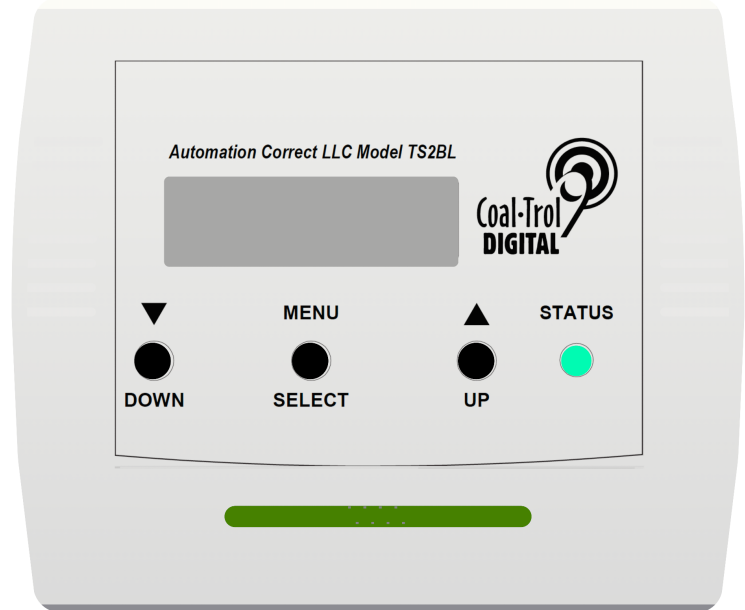 Automation Correct LLC Model TS2BL
Coal·Trol
DIGITAL
MENU
STATUS
DOWN
SELECT
UP